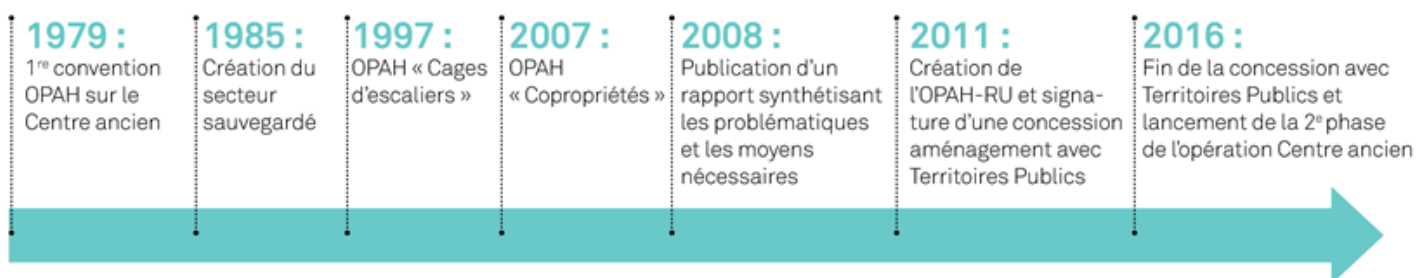 1979 :
1re convention
OPAH sur le
Centre ancien
1985 :
Création du
secteur
sauvegardé
1997 :
OPAH « Cages
d’escaliers »
2007 :
OPAH
« Copropriétés »
2008 :
Publication d’un
rapport synthétisant
les problématiques
et les moyens
nécessaires
2011 :
Création de
l’OPAH-RU et signa-
ture d’une concession
aménagement avec
Territoires Publics
2016 :
Fin de la concession avec
Territoires Publics et
lancement de la 2e phase
de l’opération Centre ancien